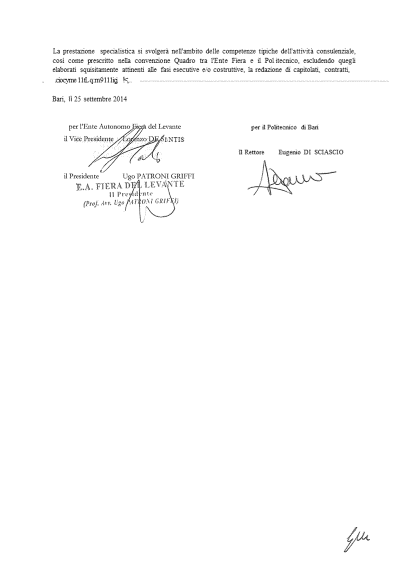 La prestazione specialistica si svolgerà nell'ambito delle competenze tipiche dell'attività consulenziale,
così come prescritto nella convenzione Quadro tra l'Ente Fiera e il Politecnico, escludendo quegli
elaborati squisitamente attinenti alle fasi esecutive e/o costruttive, la redazione di capitolati, contratti,
Bari, lì 25 settembre 2014
per l'Ente Autonomo Fiera del Levante
per il Politecnico di Bari
il Vice Presidente Lorenzo DE SANTIS
Il Rettore Eugenio DI SCIASCIO
il Presidente Ugo PATRONI GRIFFI
E.A. FIERA DEL LEVANTE
Il Presidente
(Prof. Avv. Ugo PATRONI GRIFFI)